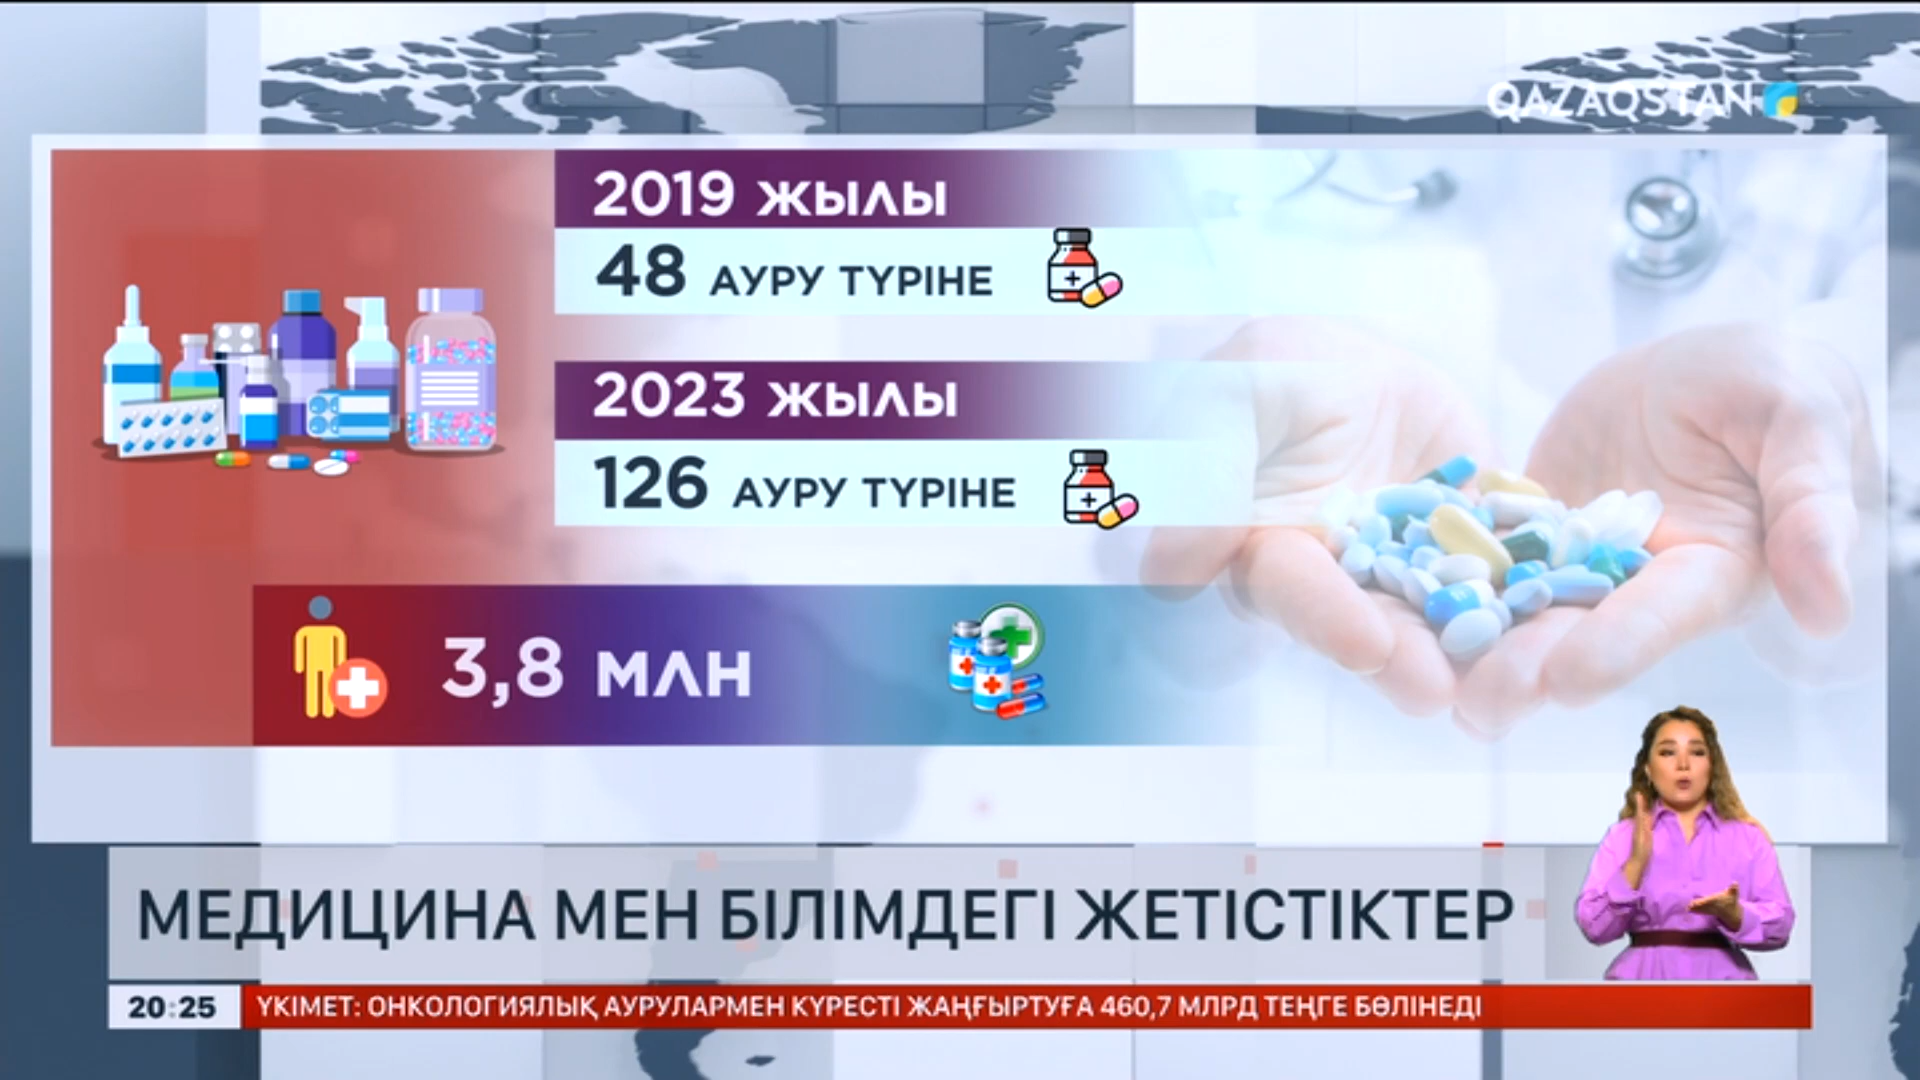 QAZAQSTAN
2019 ЖЫЛЫ
48 АУРУ ТҮРІНЕ
2023 ЖЫЛЫ
126 АУРУ ТҮРІНЕ
3,8 МЛН
МЕДИЦИНА МЕН БІЛІМДЕГІ ЖЕТІСТІКТЕР
20:25 ҮКІМЕТ: ОНКОЛОГИЯЛЫҚ АУРУЛАРМЕН КҮРЕСТІ ЖАҢҒЫРТУҒА 460,7 МЛРД ТЕҢГЕ БӨЛІНЕДІ